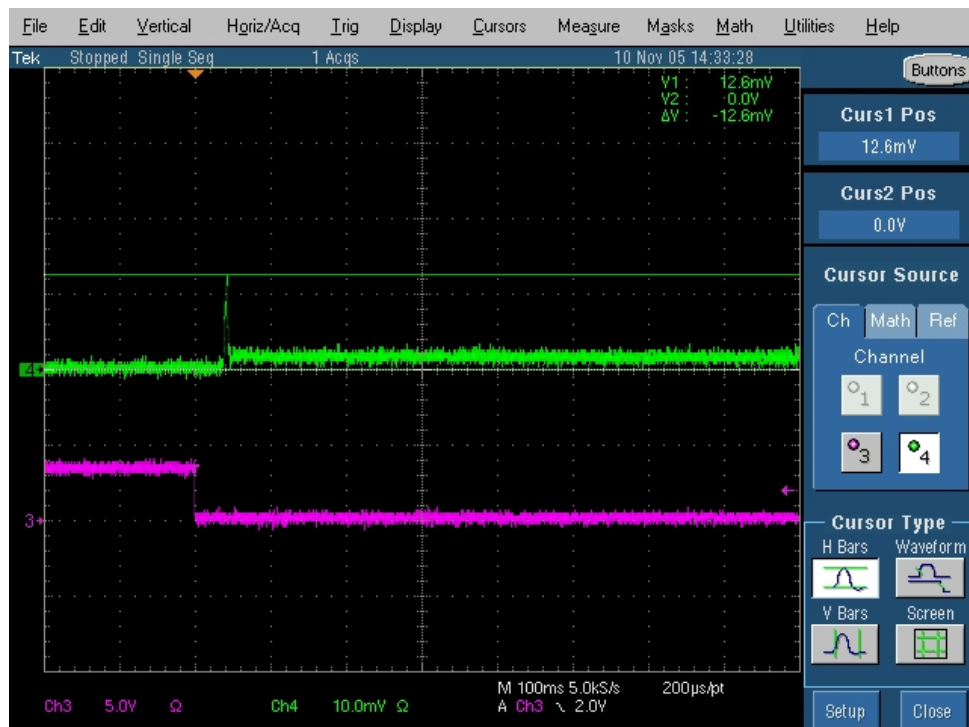 File Edit Vertical Horiz/Acq Trig Display Cursors Measure Masks Math Utilities Help
Tek Stopped Single Seq 1 Acqs 10 Nov 05 14:33:28
Buttons
V1 : 12.6mV
V2 : 0.0V
ΔV : -12.6mV
Curs1 Pos
12.6mV
Curs2 Pos
0.0V
Cursor Source
Ch Math Ref
Channel
1 2
3 4
4
3
Cursor Type
H Bars Waveform
V Bars Screen
M 100ms 5.0kS/s 200µs/pt
Ch3 5.0V Ω Ch4 10.0mV Ω A Ch3 \ 2.0V
Setup Close